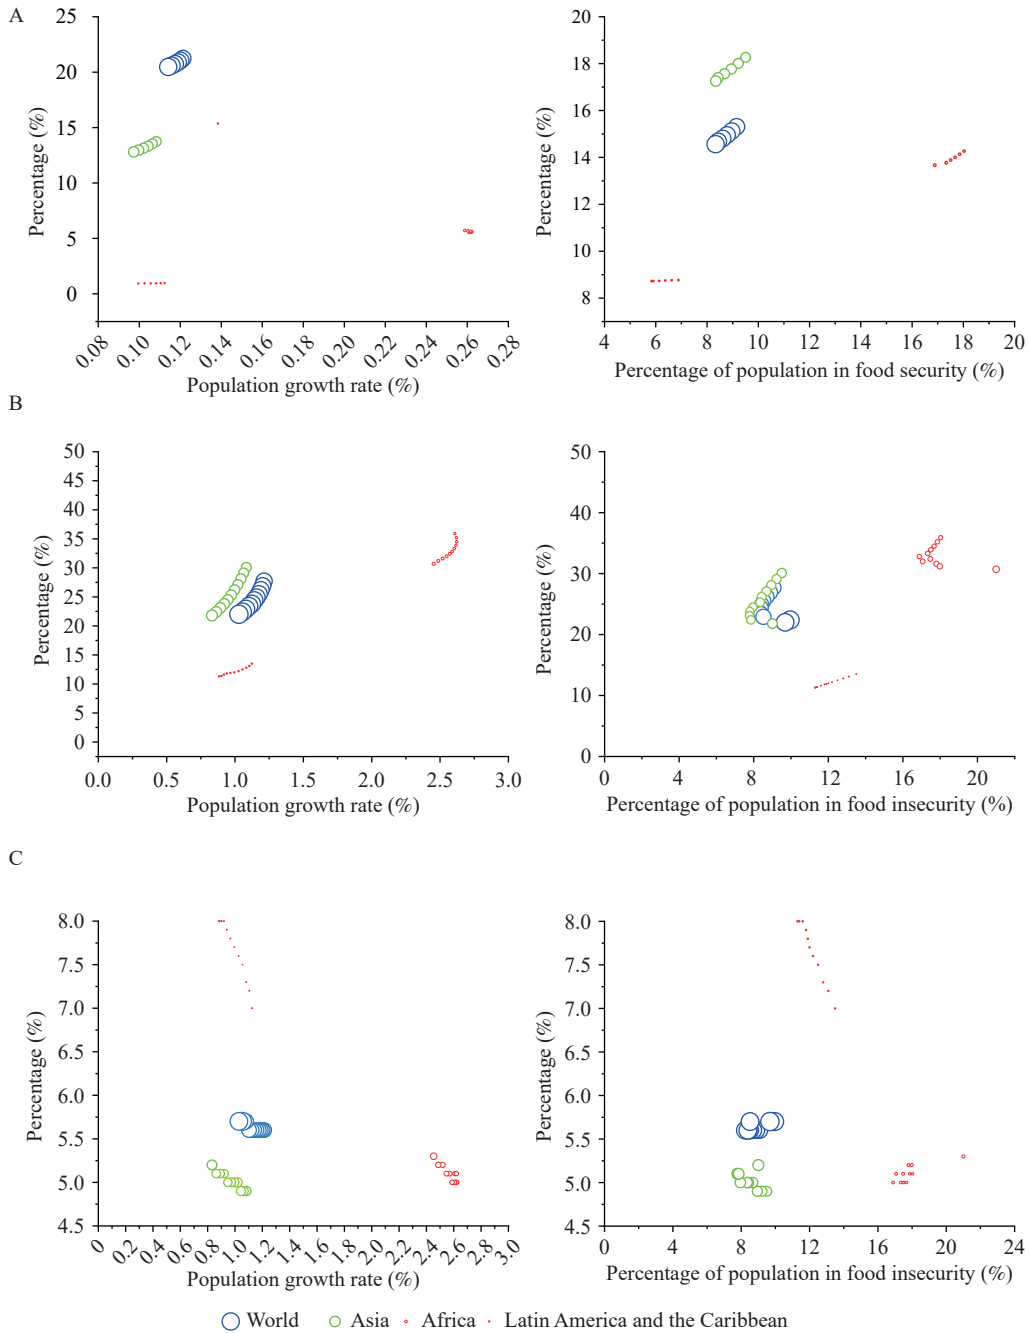 A
25
20
15
10
5
0
Percentage (%)
0.08 0.10 0.12 0.14 0.16 0.18 0.20 0.22 0.24 0.26 0.28
Population growth rate (%)
20
18
16
14
12
10
8
Percentage (%)
4 6 8 10 12 14 16 18 20
Percentage of population in food security (%)
B
50
45
40
35
30
25
20
15
10
5
0
Percentage (%)
0.0 0.5 1.0 1.5 2.0 2.5 3.0
Population growth rate (%)
50
40
30
20
10
0
Percentage (%)
0 4 8 12 16 20
Percentage of population in food insecurity (%)
C
8.0
7.5
7.0
6.5
6.0
5.5
5.0
4.5
Percentage (%)
0 0.2 0.4 0.6 0.8 1.0 1.2 1.4 1.6 1.8 2.0 2.2 2.4 2.6 2.8 3.0
Population growth rate (%)
8.0
7.5
7.0
6.5
6.0
5.5
5.0
4.5
Percentage (%)
0 4 8 12 16 20 24
Percentage of population in food insecurity (%)
World Asia Africa Latin America and the Caribbean